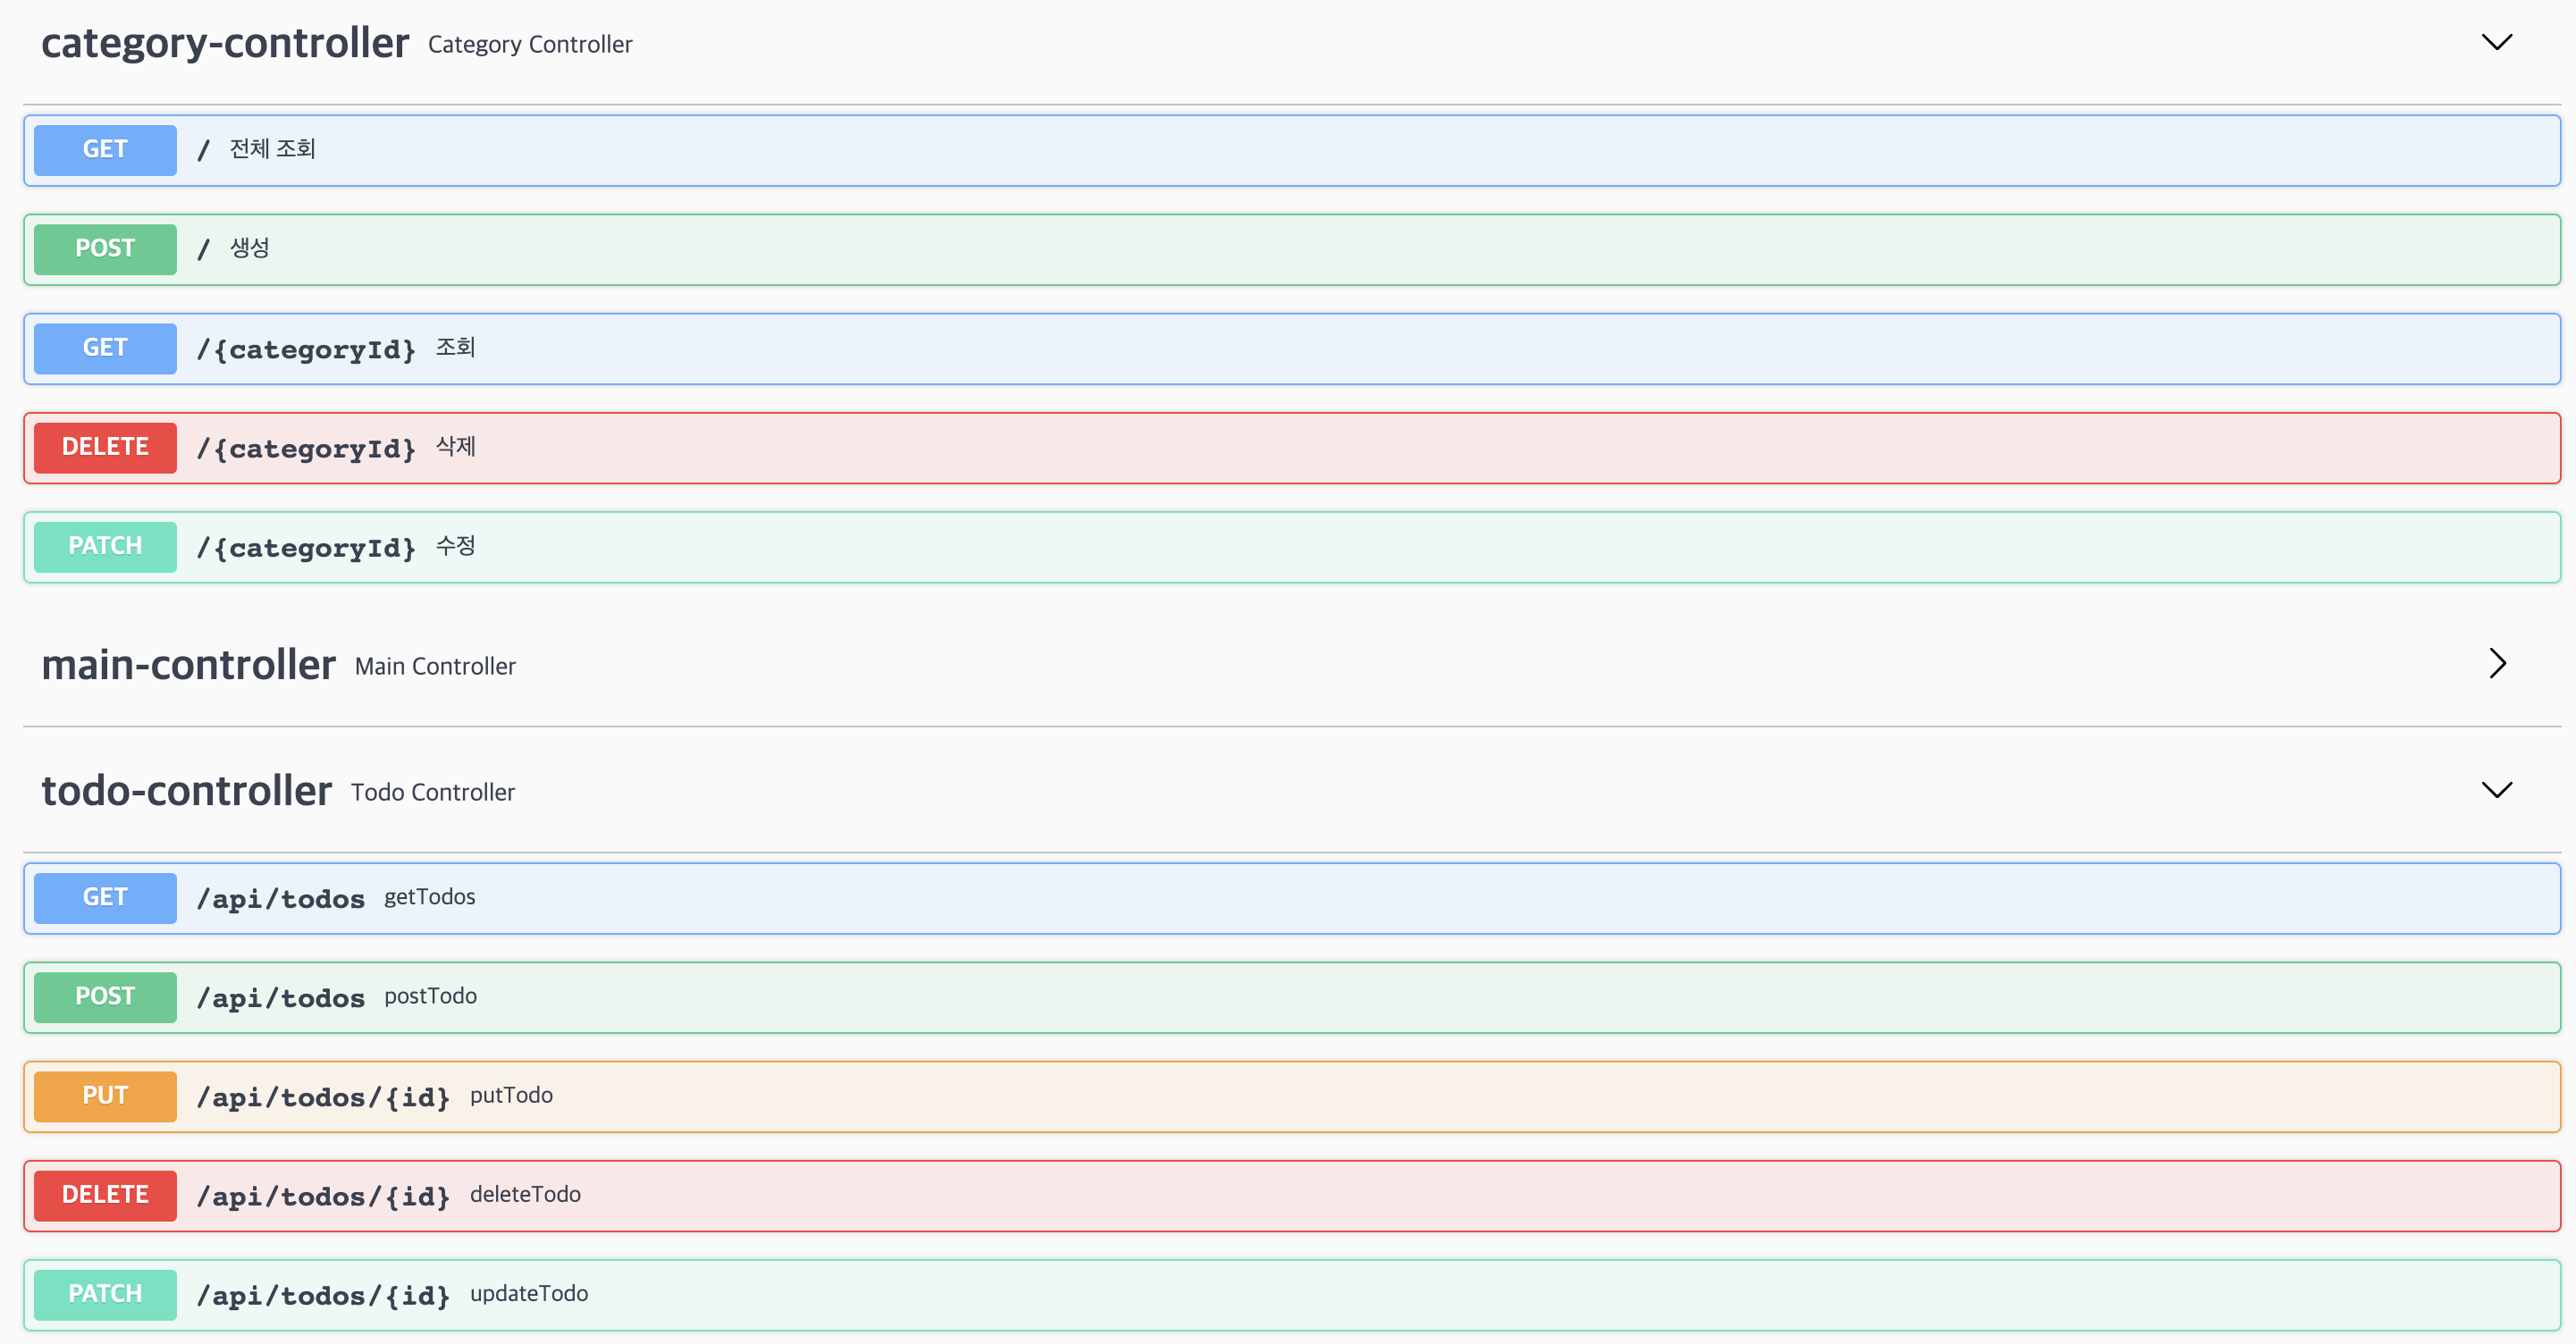 category-controller Category Controller
GET / 전체 조회
POST / 생성
GET /{categoryId} 조회
DELETE /{categoryId} 삭제
PATCH /{categoryId} 수정
main-controller Main Controller
todo-controller Todo Controller
GET /api/todos getTodos
POST /api/todos postTodo
PUT /api/todos/{id} putTodo
DELETE /api/todos/{id} deleteTodo
PATCH /api/todos/{id} updateTodo